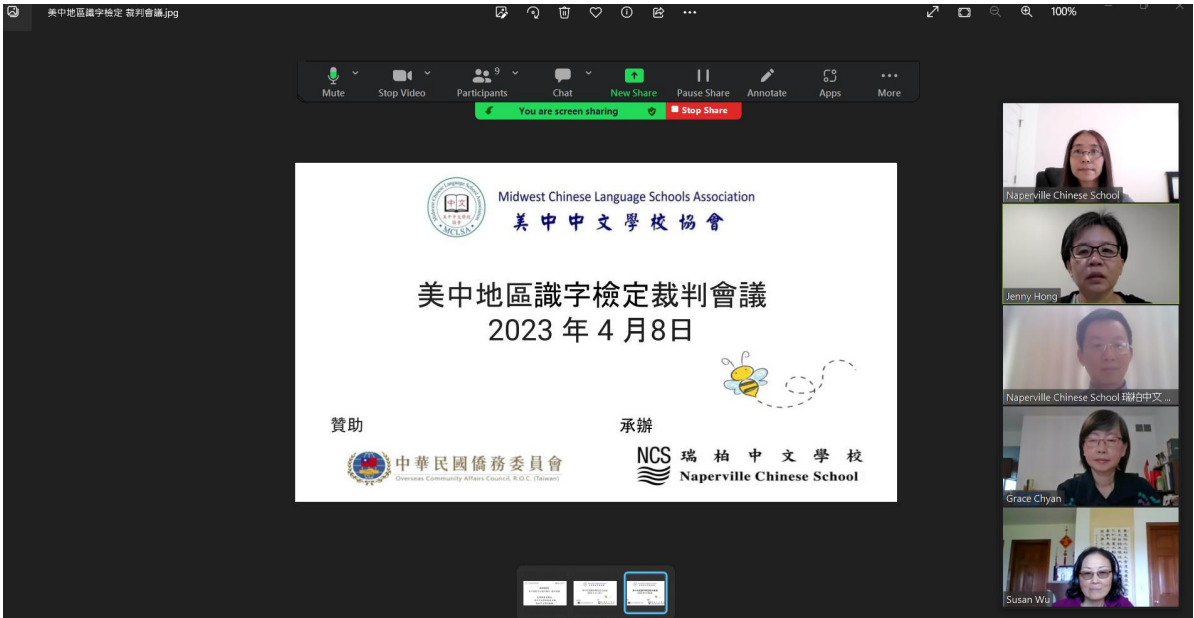 美中地區識字檢定 裁判會議.jpg
100%
9
Mute
Stop Video
Participants
Chat
New Share
Pause Share
Annotate
Apps
More
You are screen sharing
Stop Share
中文
MCLSA
Midwest Chinese Language Schools Association
美中中文學校協會
美中地區識字檢定裁判會議
2023 年 4 月8日
贊助
承辦
中華民國僑務委員會
Overseas Community Affairs Council, R.O.C. (Taiwan)
NCS 瑞柏中文學校
Naperville Chinese School
Naperville Chinese School
Jenny Hong
Naperville Chinese School 瑞柏中文 ...
Grace Chyan
Susan Wu